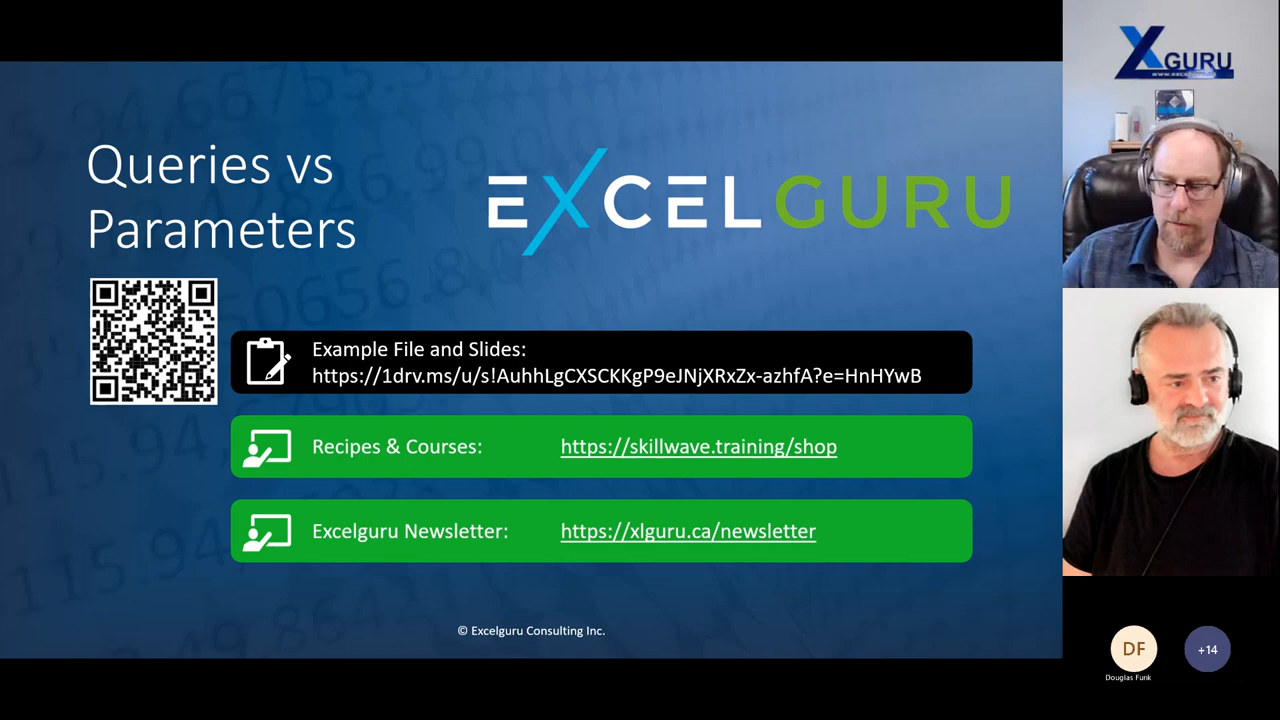 Queries vs
Parameters
EXCELGURU
Example File and Slides:
https://1drv.ms/u/s!AuhhLgCXSCKKgP9eJNjXRxZx-azhfA?e=HnHYwB
Recipes & Courses: https://skillwave.training/shop
Excelguru Newsletter: https://xlguru.ca/newsletter
© Excelguru Consulting Inc.
XGURU
DF
+14
Douglas Funk